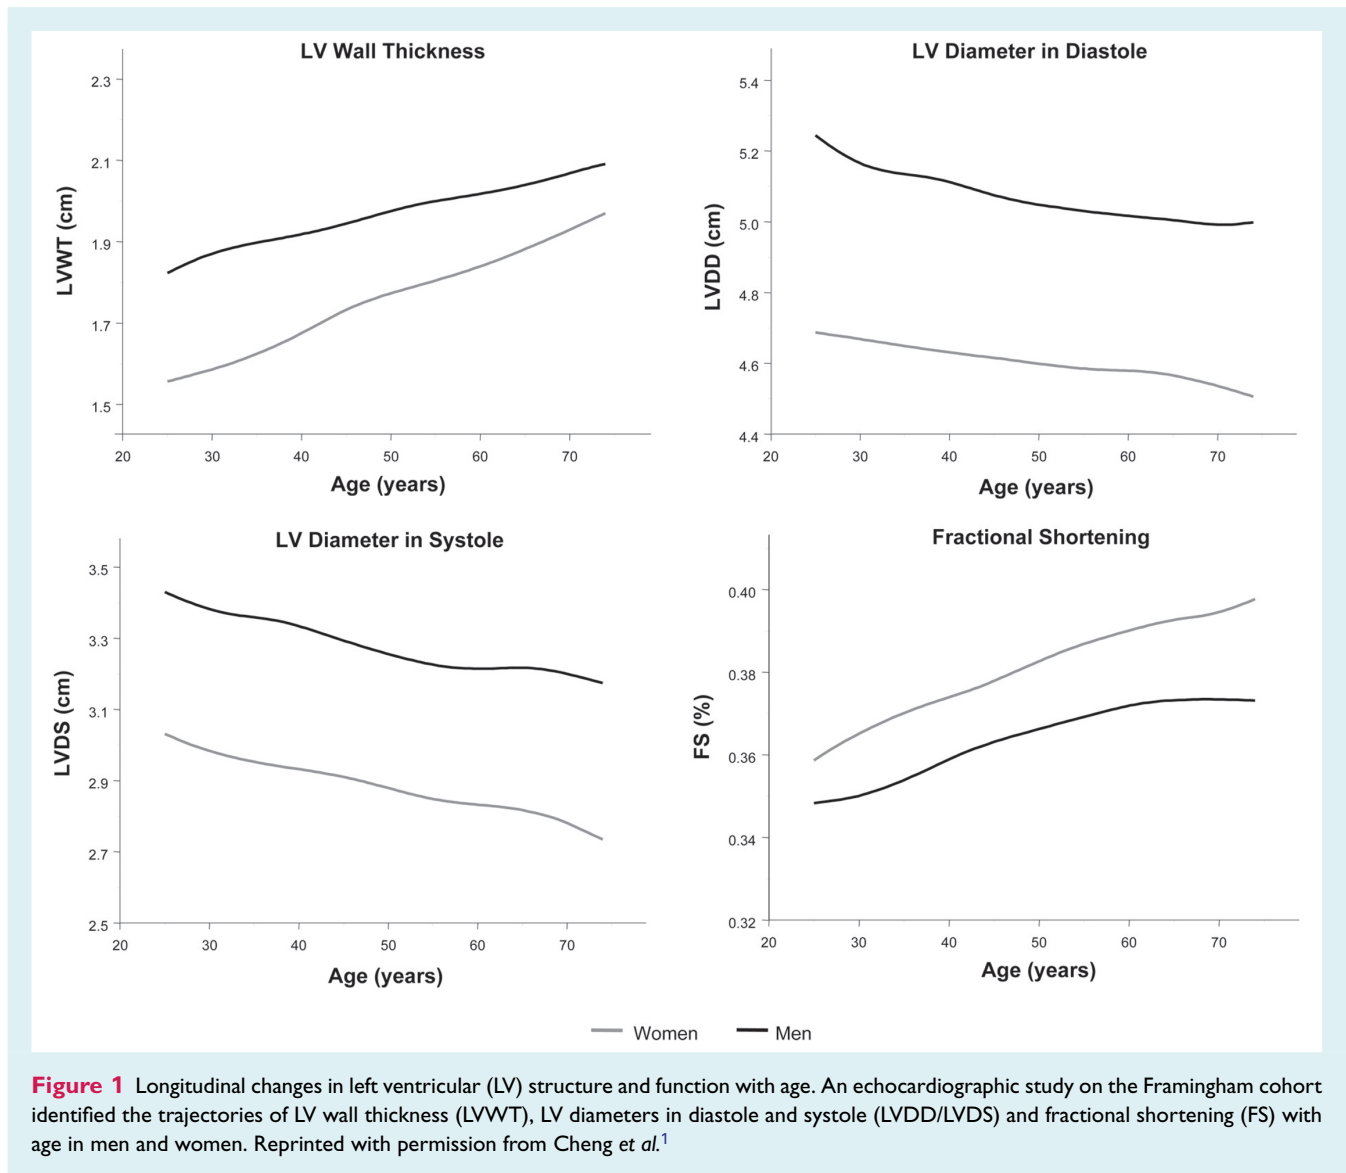 LV Wall Thickness
2.3
2.1
1.9
1.7
1.5
LVWT (cm)
20 30 40 50 60 70
Age (years)
LV Diameter in Diastole
5.4
5.2
5.0
4.8
4.6
4.4
LVDD (cm)
20 30 40 50 60 70
Age (years)
LV Diameter in Systole
3.5
3.3
3.1
2.9
2.7
2.5
LVDS (cm)
20 30 40 50 60 70
Age (years)
Fractional Shortening
0.40
0.38
0.36
0.34
0.32
FS (%)
20 30 40 50 60 70
Age (years)
Women Men
Figure 1 Longitudinal changes in left ventricular (LV) structure and function with age. An echocardiographic study on the Framingham cohort
identified the trajectories of LV wall thickness (LVWT), LV diameters in diastole and systole (LVDD/LVDS) and fractional shortening (FS) with
age in men and women. Reprinted with permission from Cheng et al.1